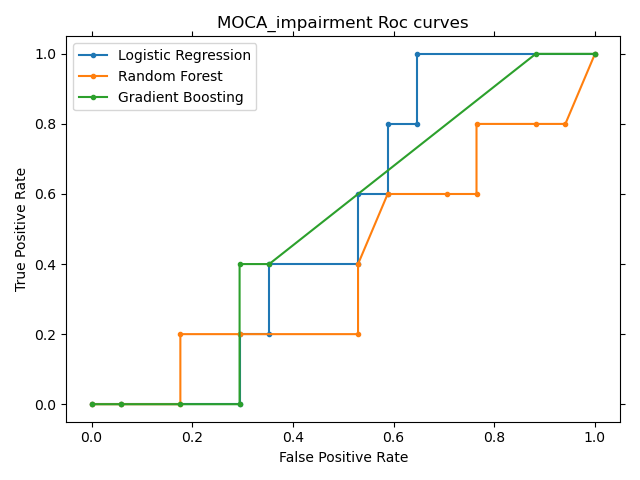 MOCA_impairment Roc curves
Logistic Regression
Random Forest
Gradient Boosting
True Positive Rate
1.0
0.8
0.6
0.4
0.2
0.0
0.0 0.2 0.4 0.6 0.8 1.0
False Positive Rate